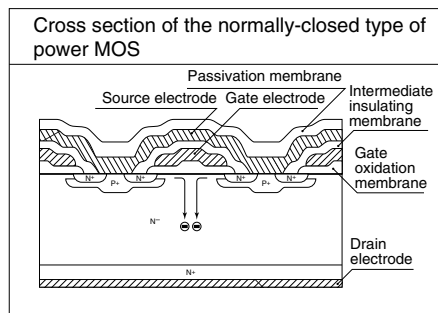 Cross section of the normally-closed type of
power MOS
Passivation membrane
Source electrode
Gate electrode
Intermediate
insulating
membrane
Gate
oxidation
membrane
N+
P+
N+
N+
P+
N+
N–
N+
Drain
electrode